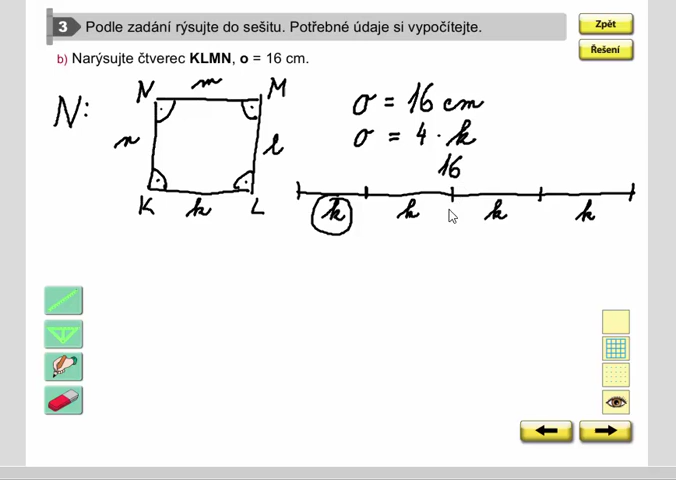 3 Podle zadání rýsujte do sešitu. Potřebné údaje si vypočítejte.
Zpět
Řešení
b) Narýsujte čtverec KLMN, o = 16 cm.
N:
N m M
n l
K k L
o = 16 cm
o = 4 · k
16
k k k k